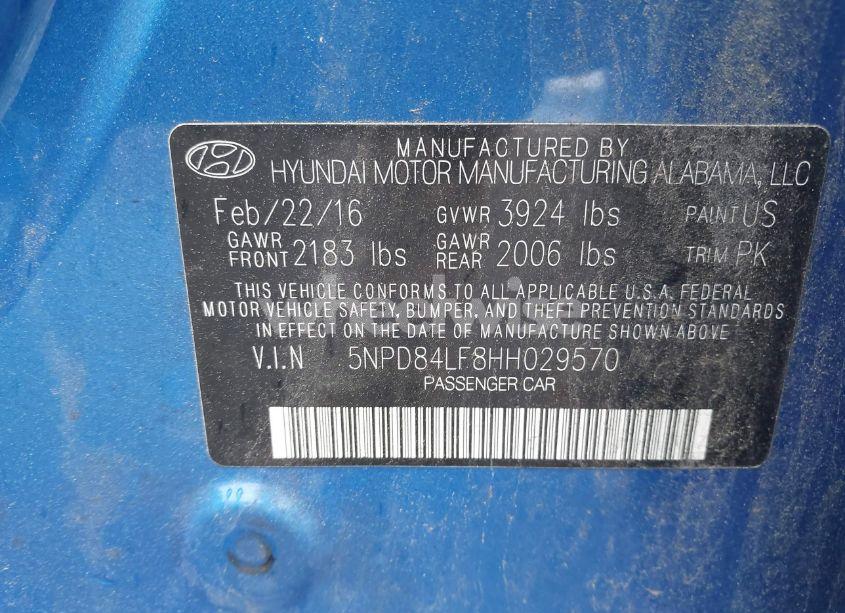 MANUFACTURED BY
HYUNDAI MOTOR MANUFACTURING ALABAMA, LLC
Feb/22/16 GVWR 3924 lbs PAINT US
GAWR FRONT 2183 lbs GAWR REAR 2006 lbs TRIM PK
THIS VEHICLE CONFORMS TO ALL APPLICABLE U.S.A. FEDERAL
MOTOR VEHICLE SAFETY, BUMPER, AND THEFT PREVENTION STANDARDS
IN EFFECT ON THE DATE OF MANUFACTURE SHOWN ABOVE
V.I.N 5NPD84LF8HH029570
PASSENGER CAR